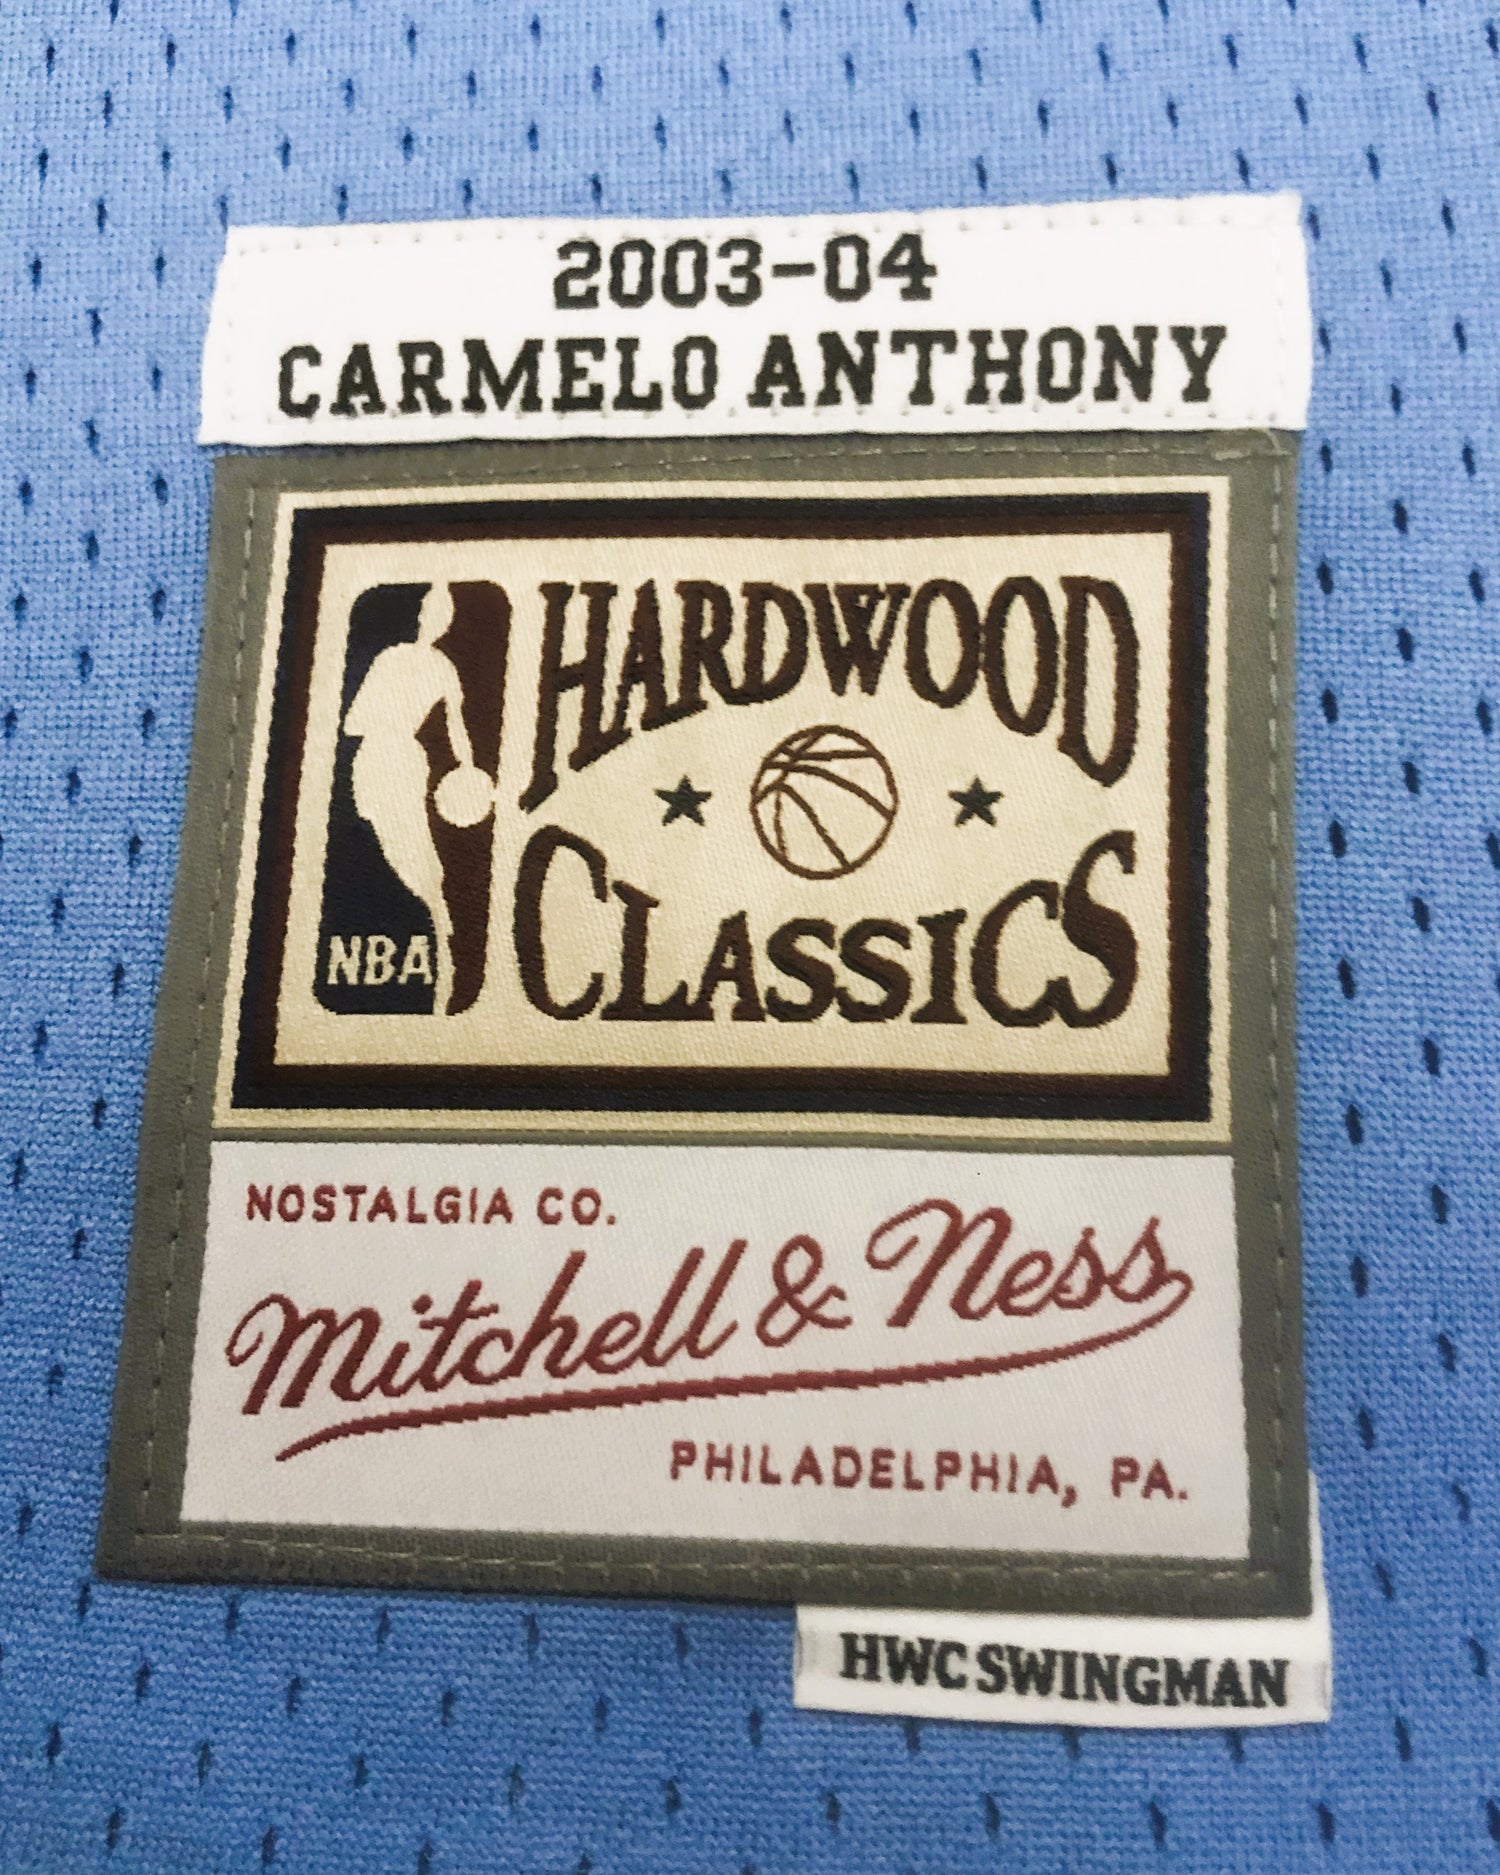 2003-04
CARMELO ANTHONY
HARDWOOD
CLASSICS
NBA
NOSTALGIA CO.
Mitchell & Ness
PHILADELPHIA, PA.
HWC SWINGMAN